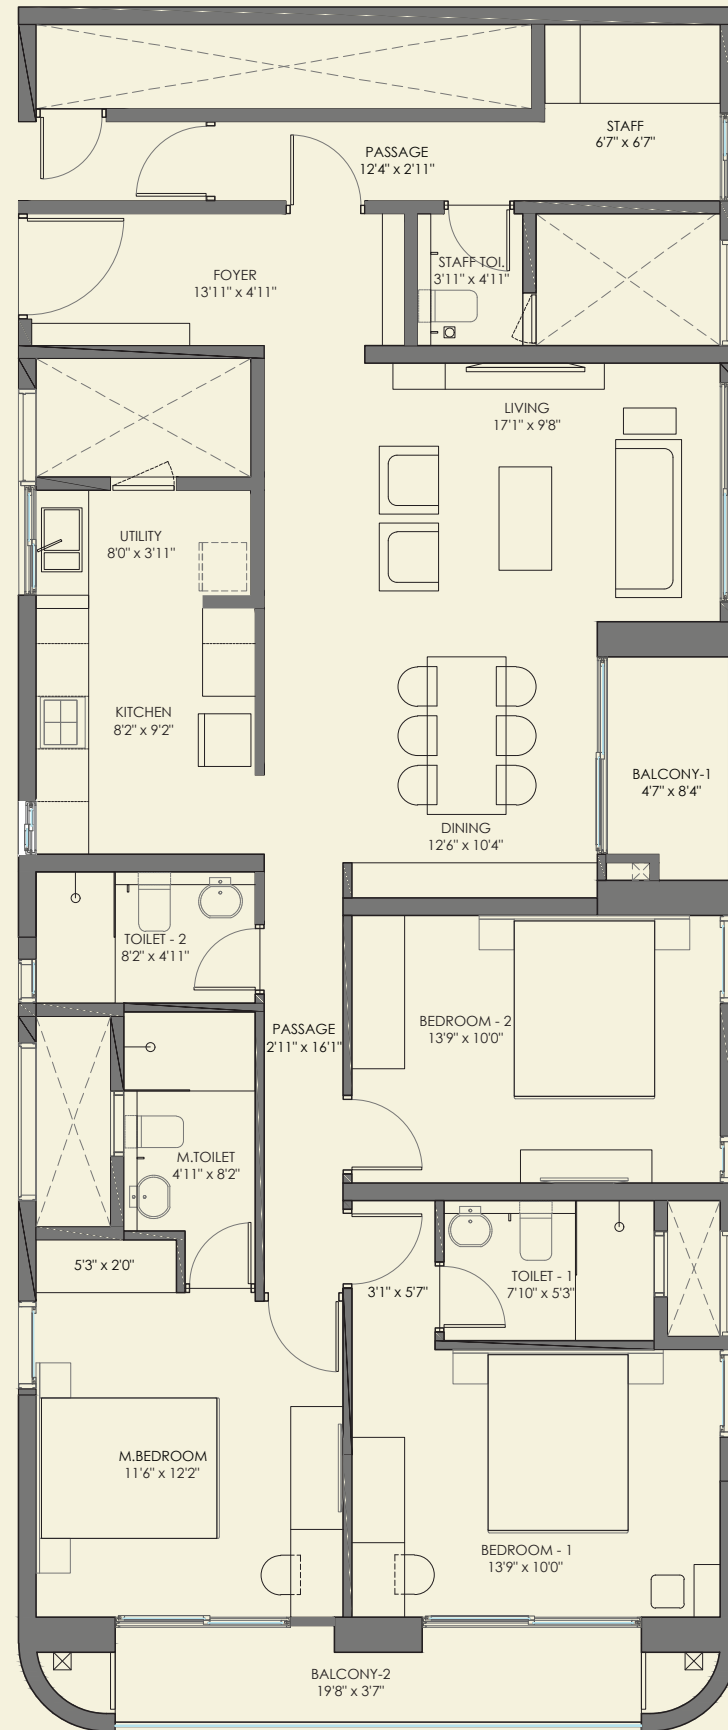 STAFF
6'7" x 6'7"
PASSAGE
12'4" x 2'11"
FOYER
13'11" x 4'11"
STAFF TOI.
3'11" x 4'11"
LIVING
17'1" x 9'8"
UTILITY
8'0" x 3'11"
KITCHEN
8'2" x 9'2"
BALCONY-1
4'7" x 8'4"
DINING
12'6" x 10'4"
TOILET - 2
8'2" x 4'11"
PASSAGE
2'11" x 16'1"
BEDROOM - 2
13'9" x 10'0"
M.TOILET
4'11" x 8'2"
5'3" x 2'0"
3'1" x 5'7"
TOILET - 1
7'10" x 5'3"
M.BEDROOM
11'6" x 12'2"
BEDROOM - 1
13'9" x 10'0"
BALCONY-2
19'8" x 3'7"